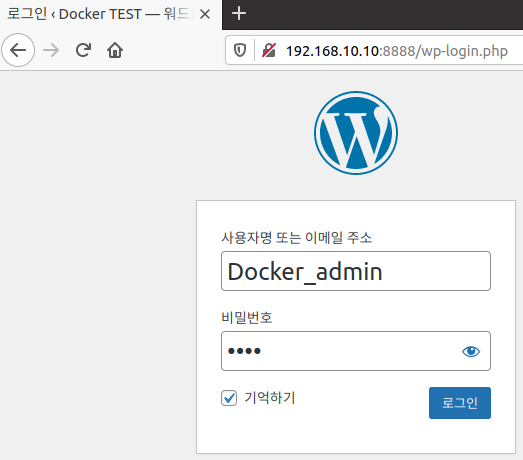 로그인 ‹ Docker TEST — 워드
192.168.10.10:8888/wp-login.php
사용자명 또는 이메일 주소
Docker_admin
비밀번호
••••
기억하기
로그인